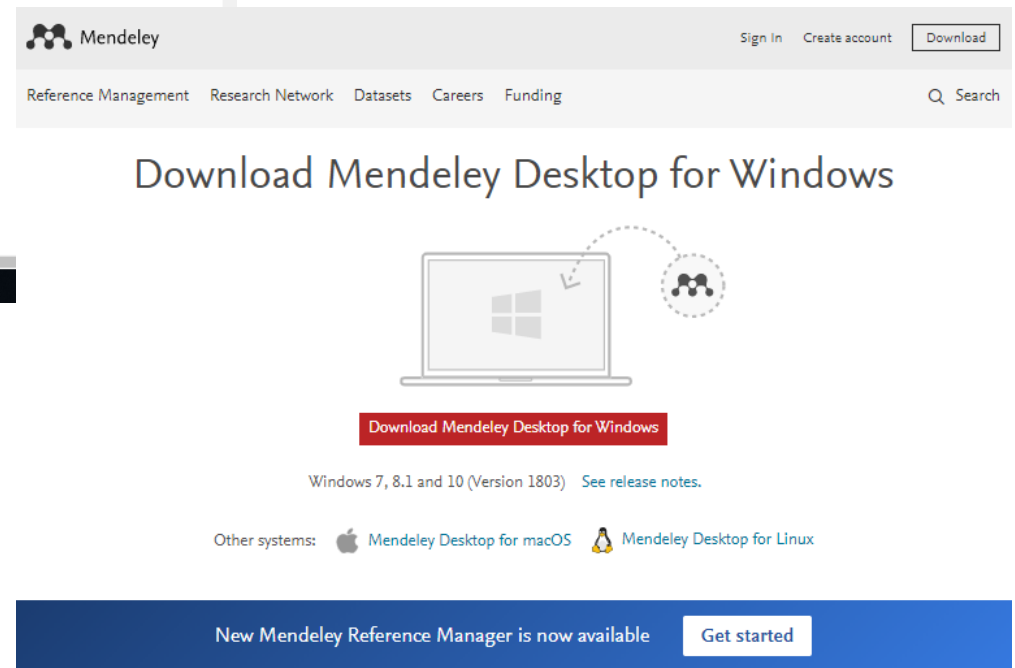 Mendeley
Sign In Create account Download
Reference Management Research Network Datasets Careers Funding Search
Download Mendeley Desktop for Windows
Download Mendeley Desktop for Windows
Windows 7, 8.1 and 10 (Version 1803) See release notes.
Other systems: Mendeley Desktop for macOS Mendeley Desktop for Linux
New Mendeley Reference Manager is now available Get started